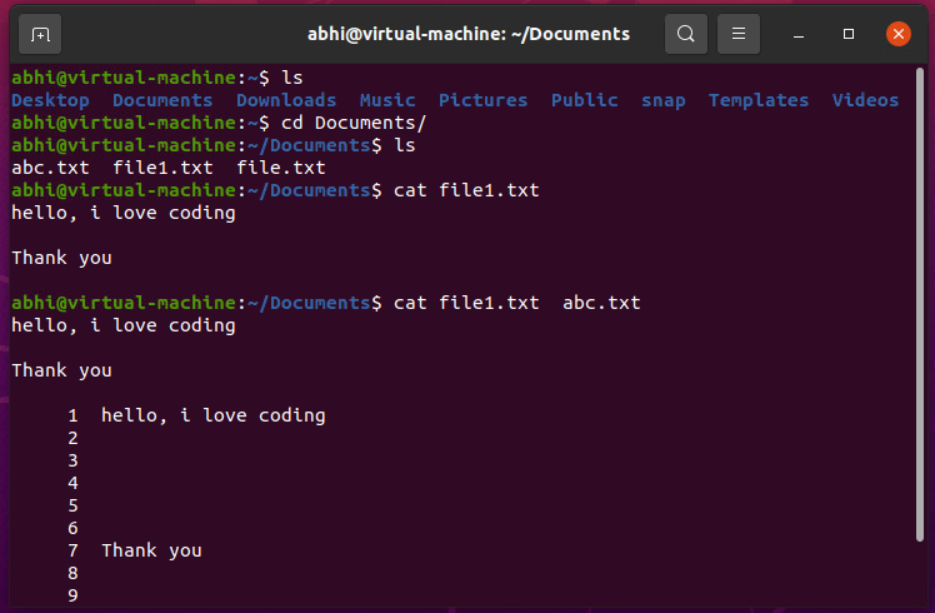 abhi@virtual-machine: ~/Documents
abhi@virtual-machine:~$ ls
Desktop  Documents  Downloads  Music  Pictures  Public  snap  Templates  Videos
abhi@virtual-machine:~$ cd Documents/
abhi@virtual-machine:~/Documents$ ls
abc.txt  file1.txt  file.txt
abhi@virtual-machine:~/Documents$ cat file1.txt
hello, i love coding
Thank you
abhi@virtual-machine:~/Documents$ cat file1.txt  abc.txt
hello, i love coding
Thank you
1  hello, i love coding
2
3
4
5
6
7  Thank you
8
9